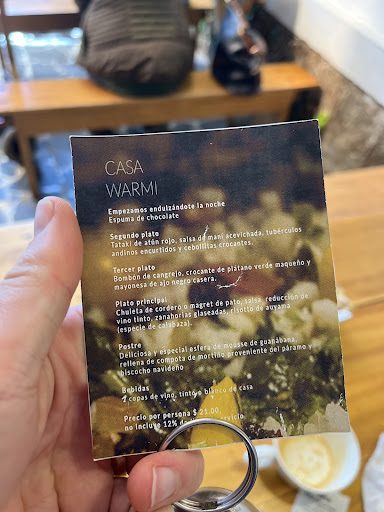 CASA
WARMI
Empezamos endulzándote la noche
Espuma de chocolate
Segundo plato
Tataki de atún rojo, salsa de maní acevichada, tubérculos
andinos encurtidos y cebollitas crocantes.
Tercer plato
Bombón de cangrejo, crocante de plátano verde maqueño y
mayonesa de ajo negro casera.
Plato principal
Chuleta de cordero o magret de pato, salsa reducción de
vino tinto, zanahorias glaseadas, risotto de auyama
(especie de calabaza).
Postre
Deliciosa y especial esfera de mousse de guanábana,
rellena de compota de mortiño proveniente del páramo y
biscocho navideño
Bebidas
copas de vino, tinto o blanco de casa
Precio por persona $ 21.00,
no incluye 12% servicio